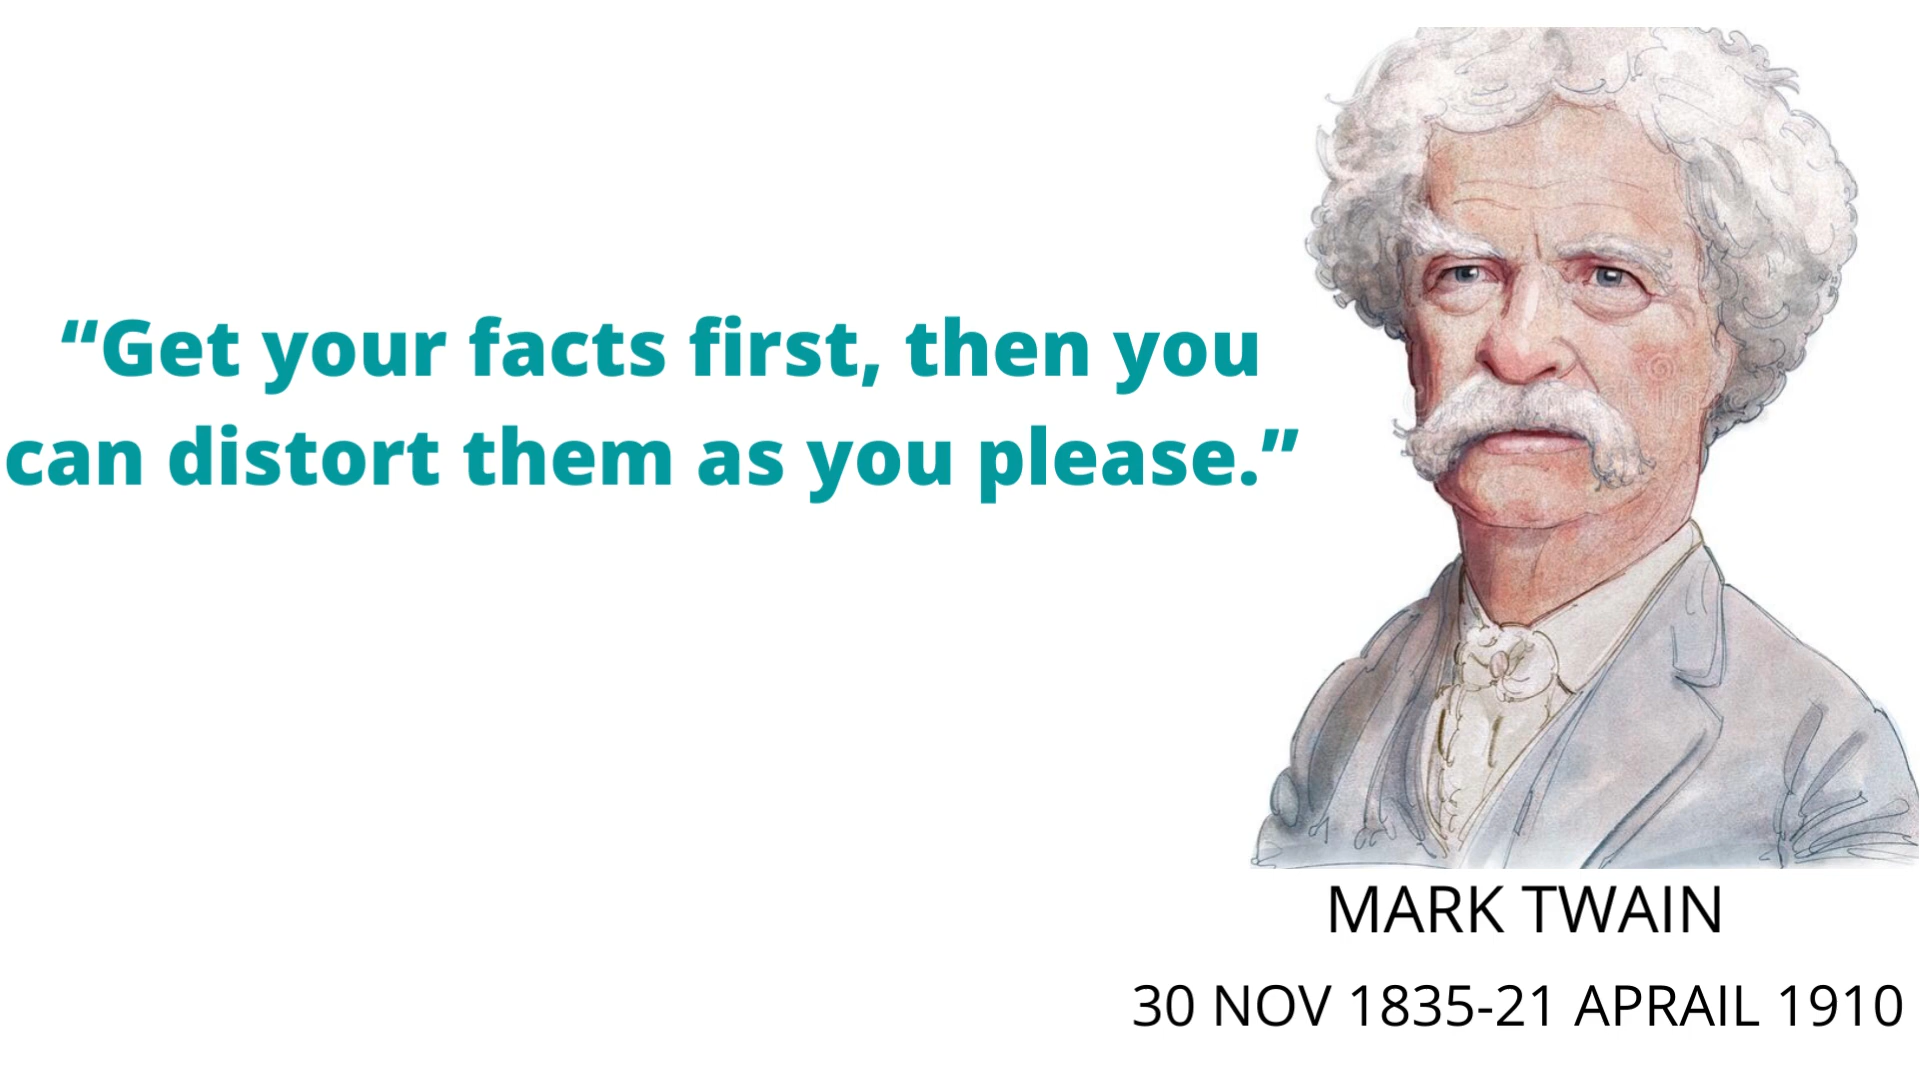 “Get your facts first, then you
can distort them as you please.”
MARK TWAIN
30 NOV 1835-21 APRAIL 1910